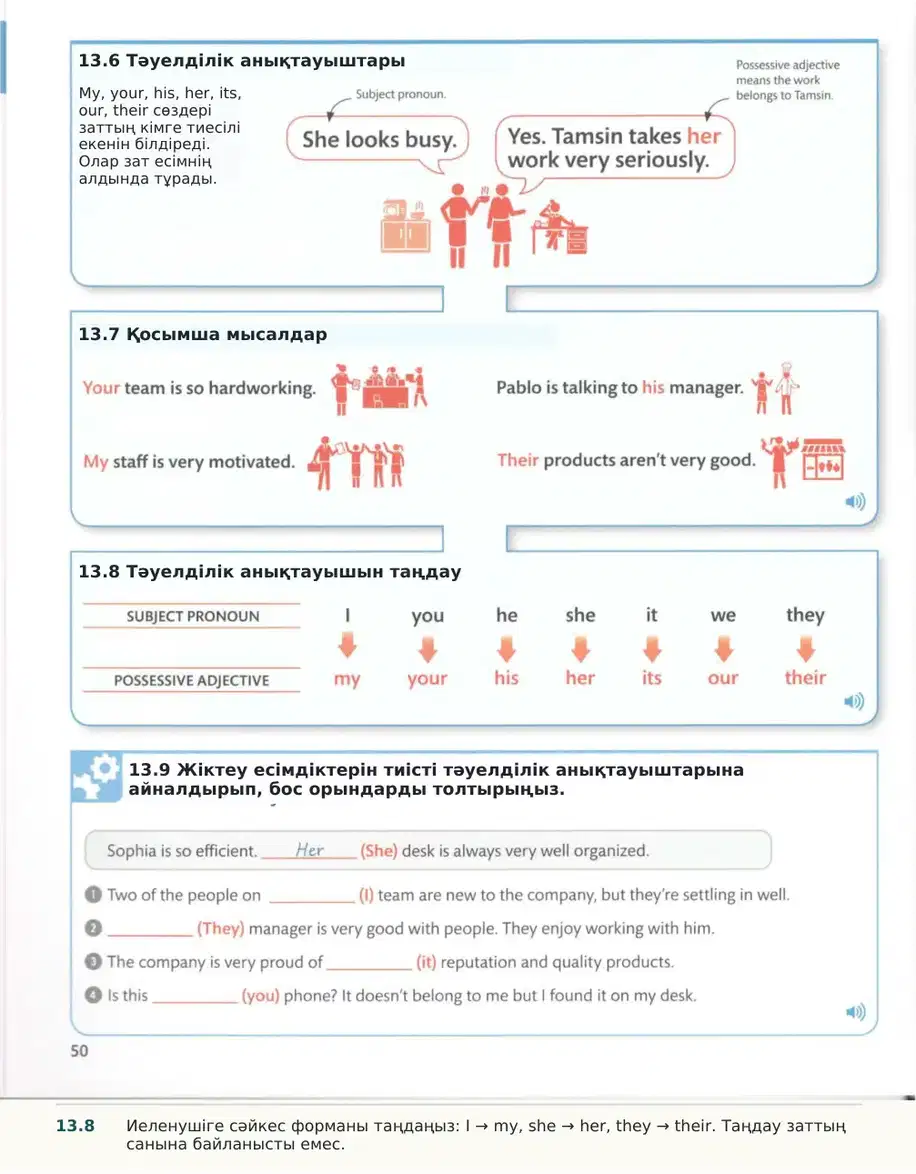 13.6 Тәуелділік анықтауыштары
My, your, his, her, its,
our, their сөздері
заттың кімге тиесілі
екенін білдіреді.
Олар зат есімнің
алдында тұрады.
Subject pronoun.
Possessive adjective
means the work
belongs to Tamsin.
She looks busy.
Yes. Tamsin takes her
work very seriously.
13.7 Қосымша мысалдар
Your team is so hardworking.
Pablo is talking to his manager.
My staff is very motivated.
Their products aren't very good.
13.8 Тәуелділік анықтауышын таңдау
SUBJECT PRONOUN I you he she it we they
POSSESSIVE ADJECTIVE my your his her its our their
13.9 Жіктеу есімдіктерін тиісті тәуелділік анықтауыштарына
айналдырып, бос орындарды толтырыңыз.
Sophia is so efficient. Her (She) desk is always very well organized.
1 Two of the people on __________ (I) team are new to the company, but they're settling in well.
2 __________ (They) manager is very good with people. They enjoy working with him.
3 The company is very proud of __________ (it) reputation and quality products.
4 Is this __________ (you) phone? It doesn't belong to me but I found it on my desk.
50
13.8 Иеленушіге сәйкес форманы таңдаңыз: I → my, she → her, they → their. Таңдау заттың
санына байланысты емес.